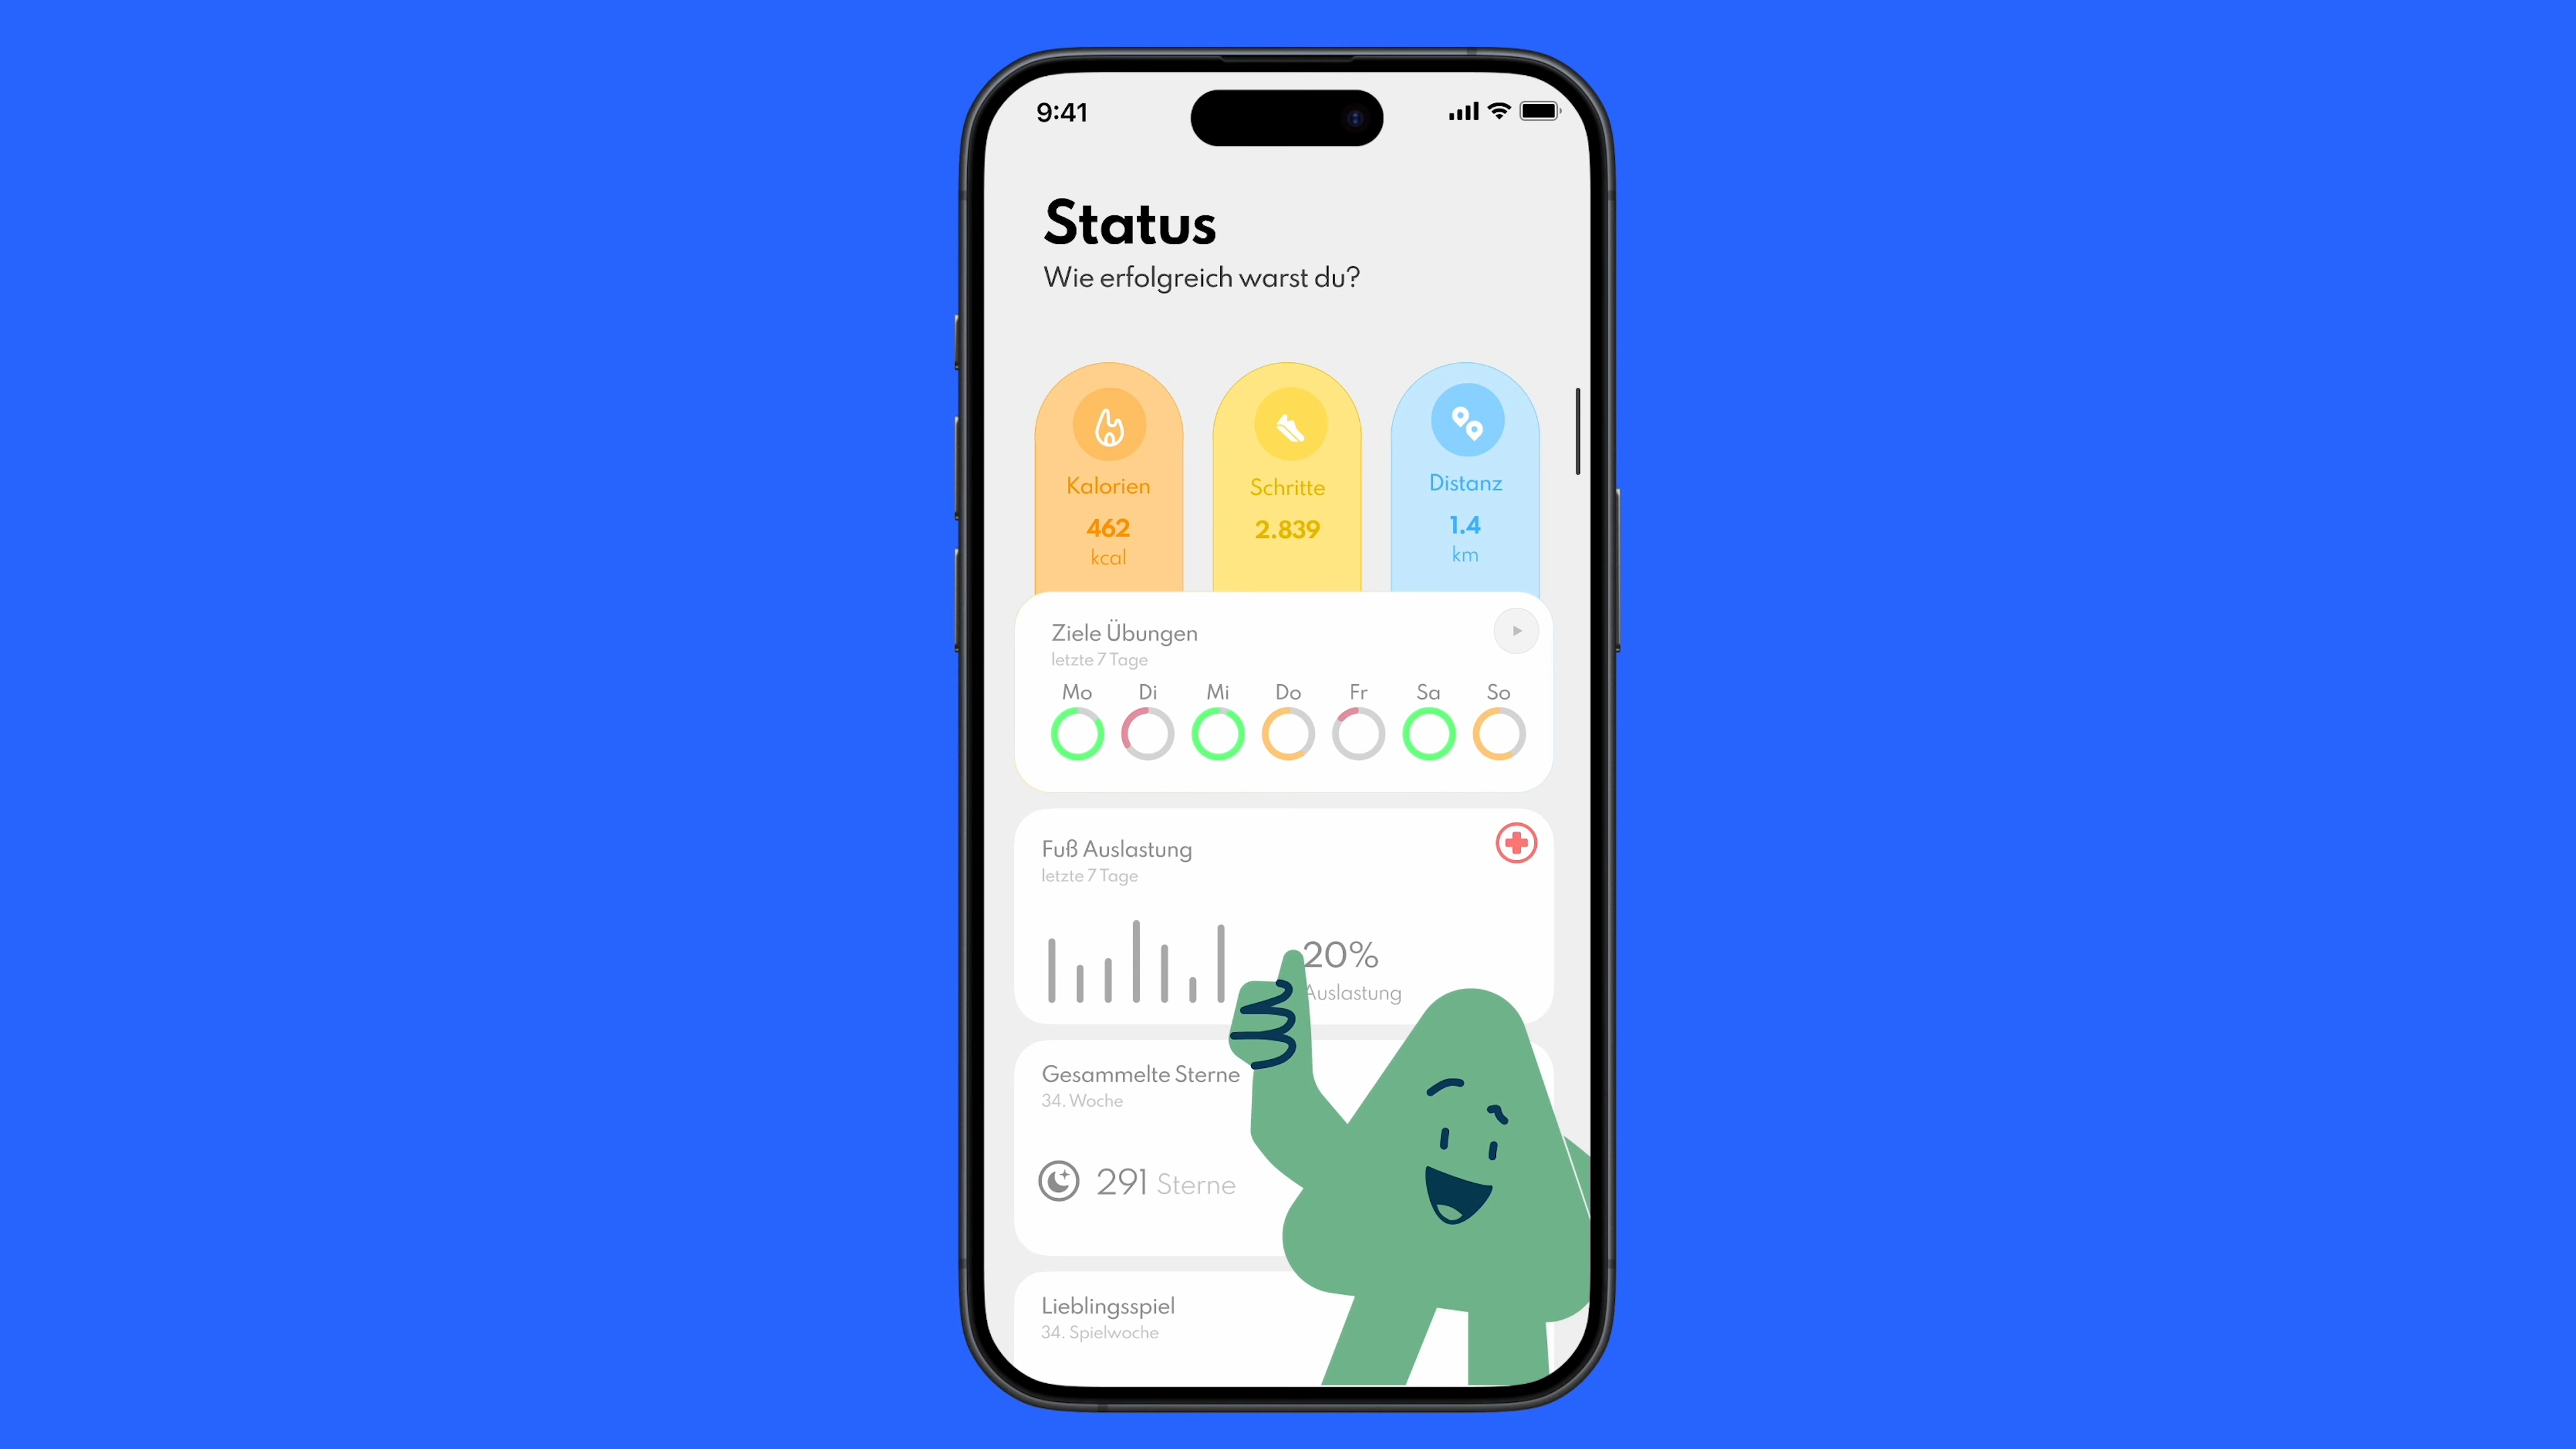 9:41
Status
Wie erfolgreich warst du?
Kalorien
462
kcal
Schritte
2.839
Distanz
1.4
km
Ziele Übungen
letzte 7 Tage
Mo Di Mi Do Fr Sa So
Fuß Auslastung
letzte 7 Tage
20%
Auslastung
Gesammelte Sterne
34. Woche
291 Sterne
Lieblingsspiel
34. Spielwoche